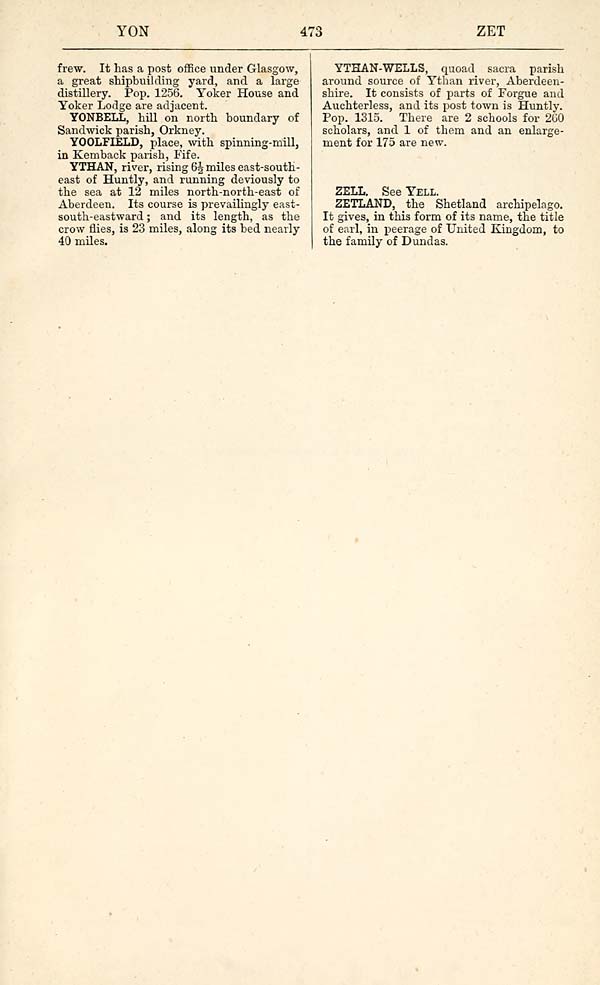 YON 473 ZET
frew. It has a post office under Glasgow,
a great shipbuilding yard, and a large
distillery. Pop. 1256. Yoker House and
Yoker Lodge are adjacent.
YONBELL, hill on north boundary of
Sandwick parish, Orkney.
YOOLFIELD, place, with spinning-mill,
in Kemback parish, Fife.
YTHAN, river, rising 6½ miles east-south-
east of Huntly, and running deviously to
the sea at 12 miles north-north-east of
Aberdeen. Its course is prevailingly east-
south-eastward; and its length, as the
crow flies, is 23 miles, along its bed nearly
40 miles.
YTHAN-WELLS, quoad sacra parish
around source of Ythan river, Aberdeen-
shire. It consists of parts of Forgue and
Auchterless, and its post town is Huntly.
Pop. 1315. There are 2 schools for 260
scholars, and 1 of them and an enlarge-
ment for 175 are new.
ZELL. See YELL.
ZETLAND, the Shetland archipelago.
It gives, in this form of its name, the title
of earl, in peerage of United Kingdom, to
the family of Dundas.